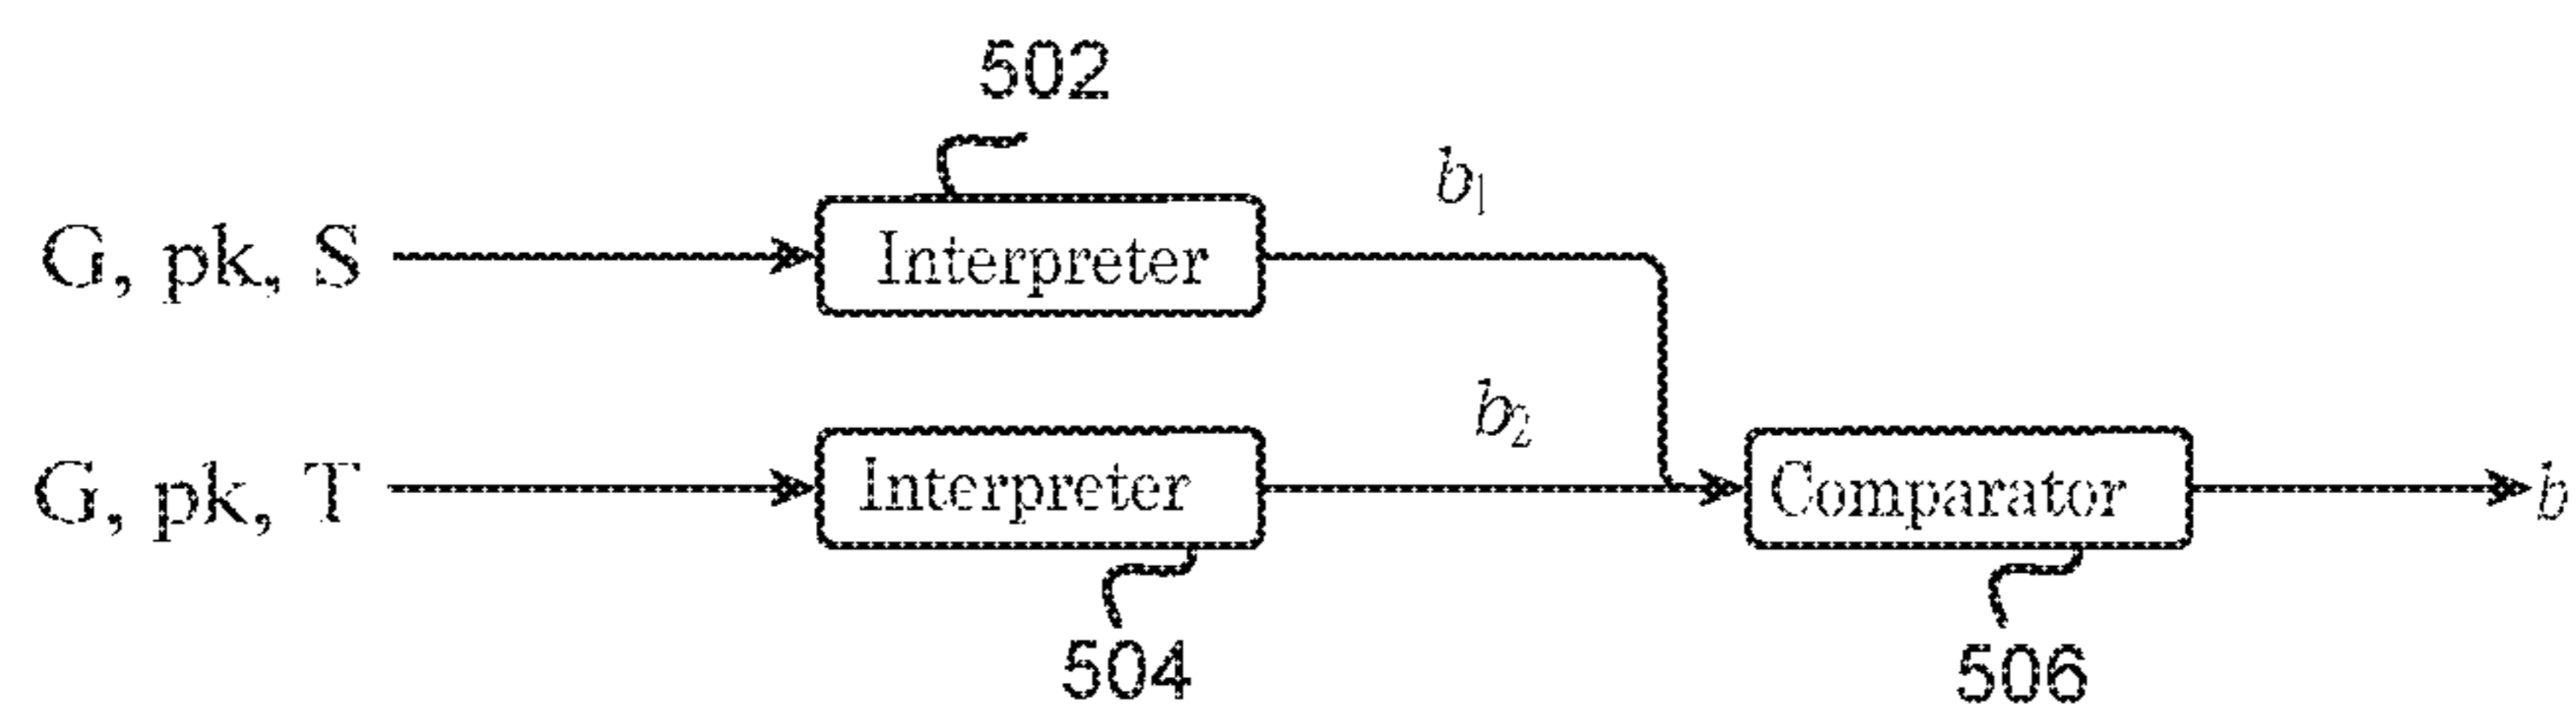 502
b₁
G, pk, S
Interpreter
b₂
G, pk, T
Interpreter
Comparator
b
504
506